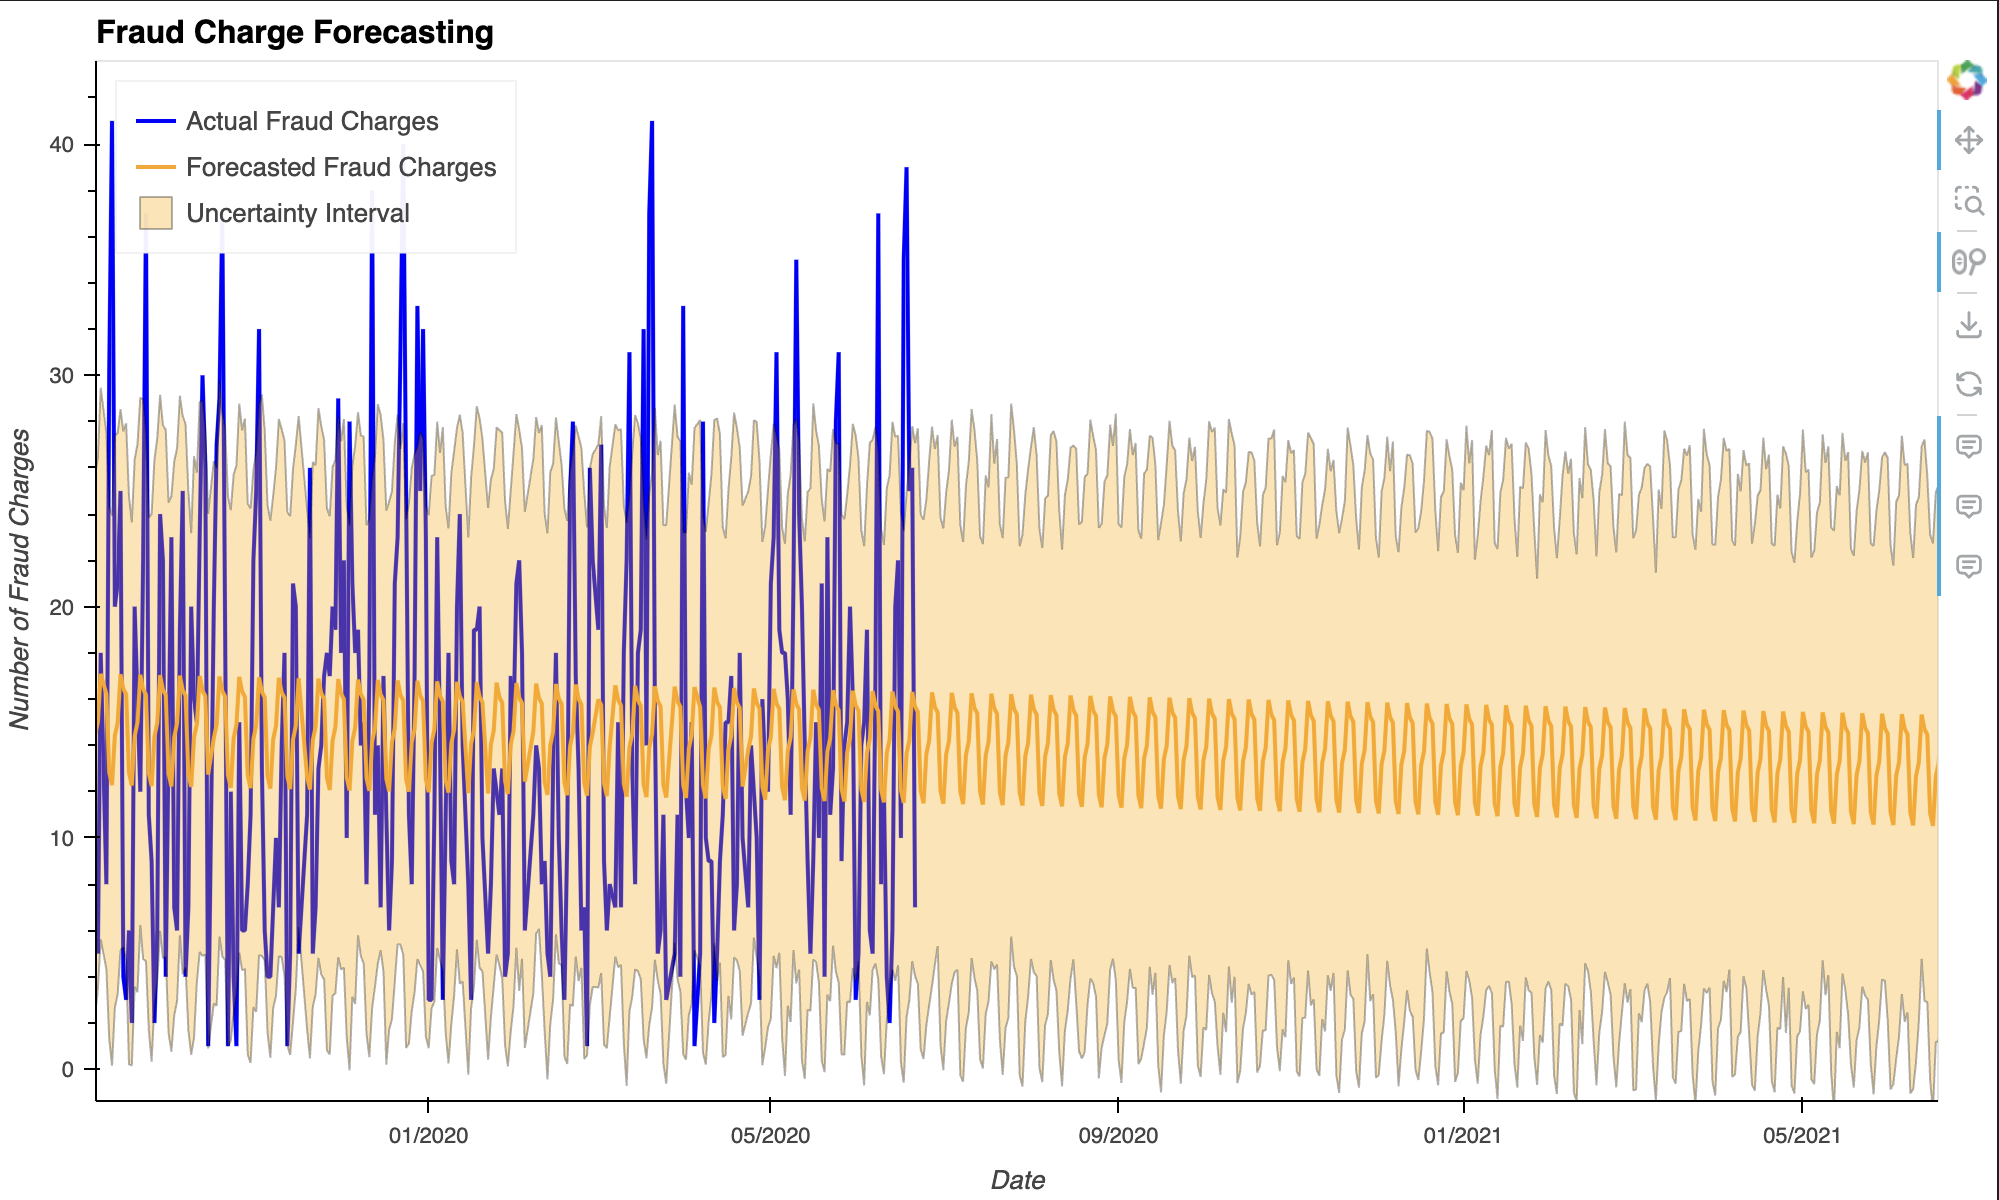 Fraud Charge Forecasting
Actual Fraud Charges
Forecasted Fraud Charges
Uncertainty Interval
Number of Fraud Charges
40
30
20
10
0
01/2020
05/2020
09/2020
01/2021
05/2021
Date